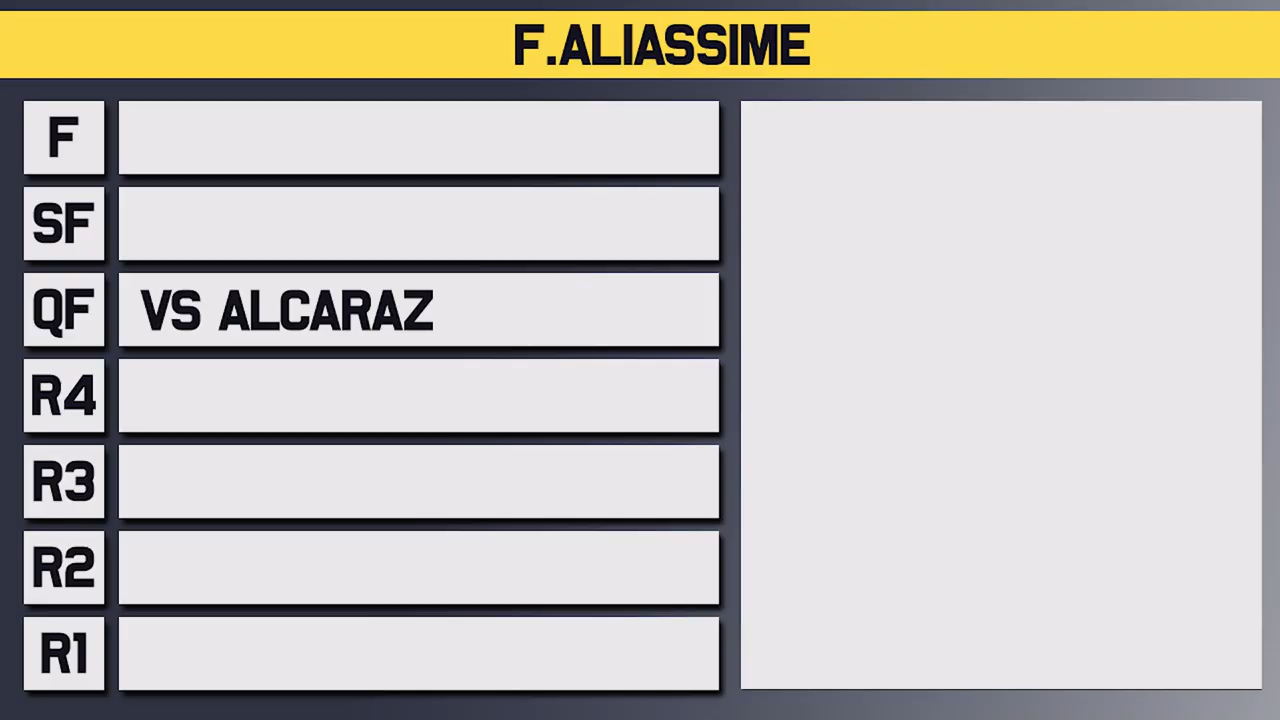 F.ALIASSIME
F
SF
QF VS ALCARAZ
R4
R3
R2
R1